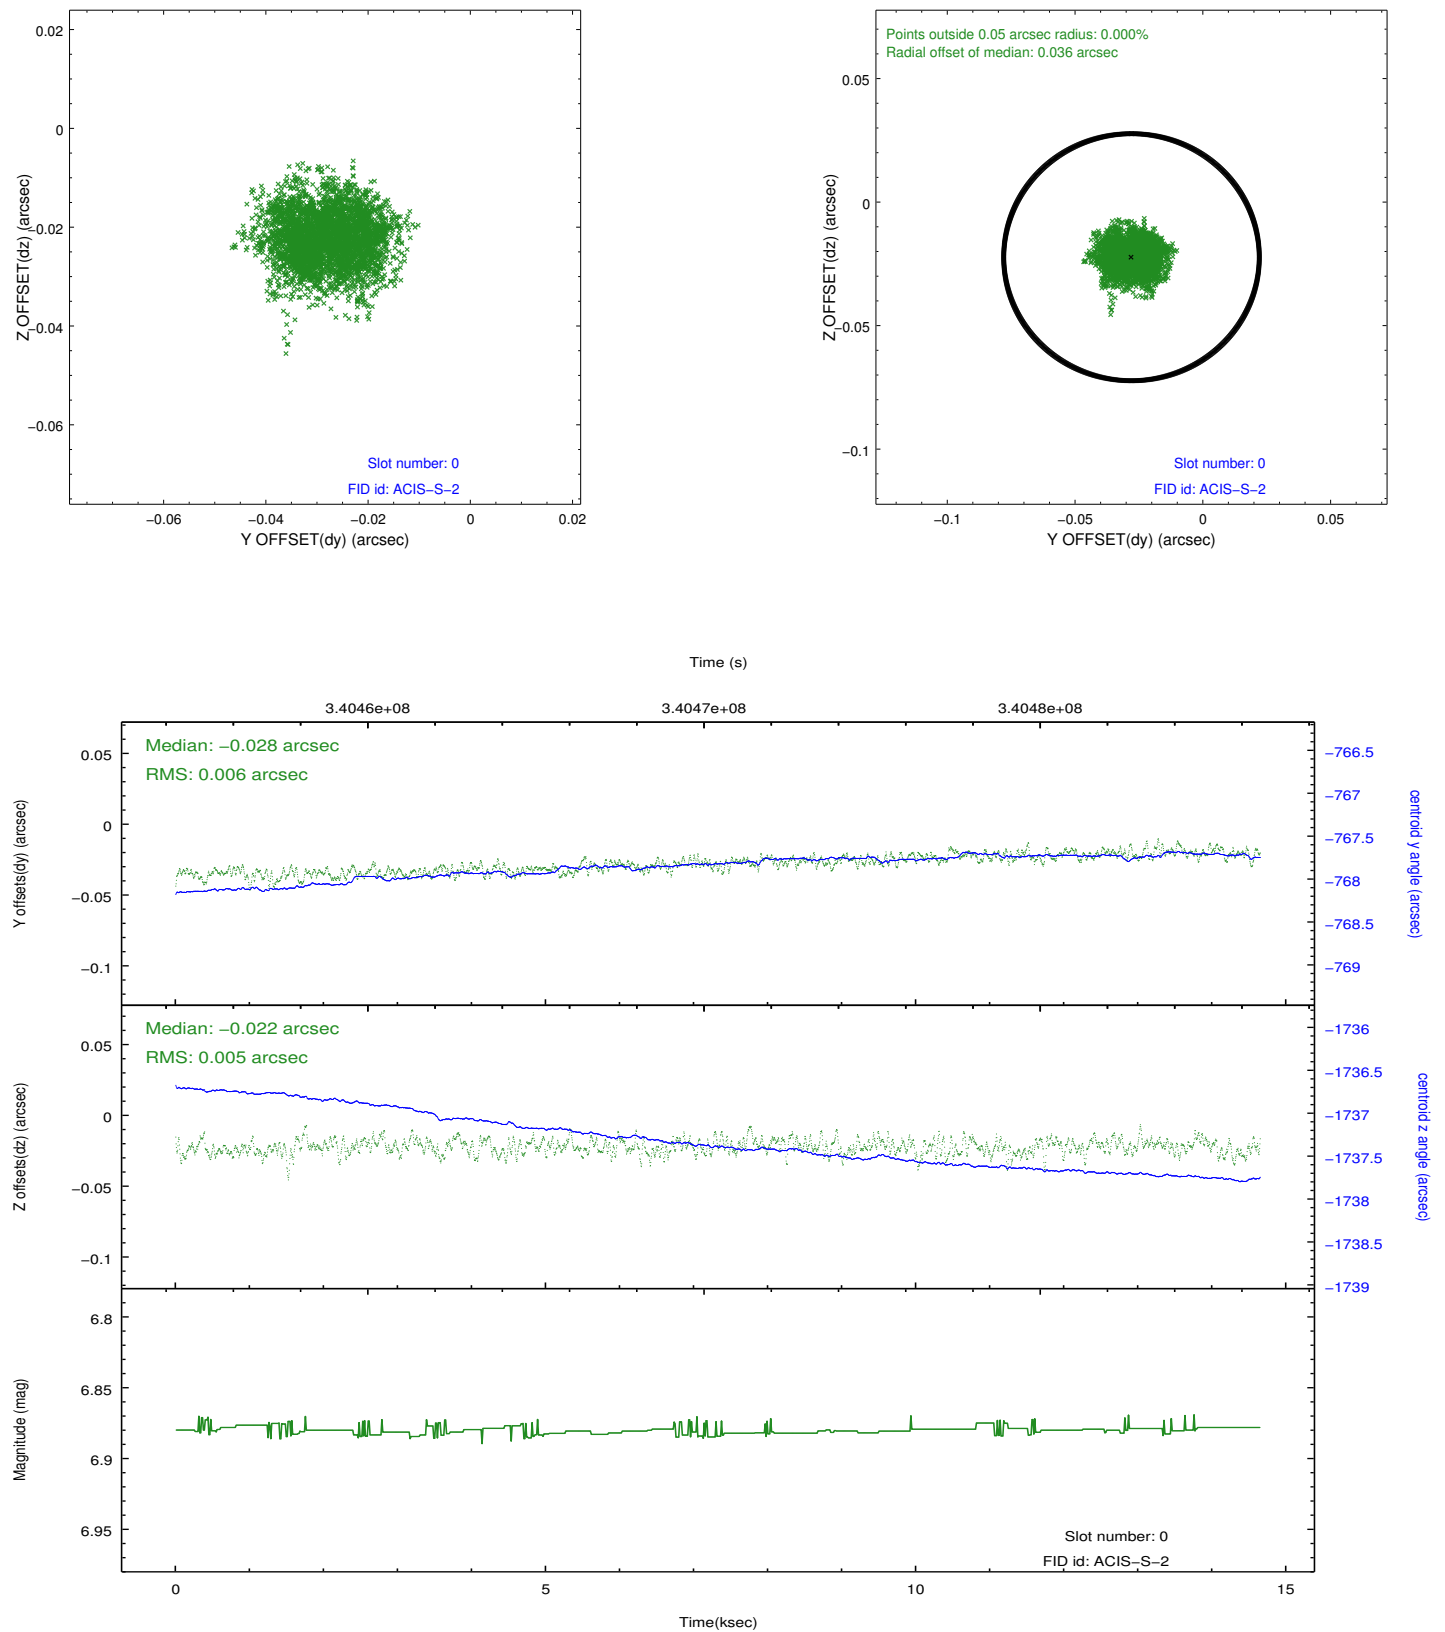 0.02
0
−0.02
−0.04
−0.06
Z OFFSET(dz) (arcsec)
Slot number: 0
FID id: ACIS−S−2
−0.06
−0.04
−0.02
0
0.02
Y OFFSET(dy) (arcsec)
Points outside 0.05 arcsec radius: 0.000%
Radial offset of median: 0.036 arcsec
0.05
0
−0.05
−0.1
Z OFFSET(dz) (arcsec)
Slot number: 0
FID id: ACIS−S−2
−0.1
−0.05
0
0.05
Y OFFSET(dy) (arcsec)
Time (s)
3.4046e+08
3.4047e+08
3.4048e+08
Median: −0.028 arcsec
RMS: 0.006 arcsec
0.05
0
−0.05
−0.1
Y offsets(dy) (arcsec)
−766.5
−767
−767.5
−768
−768.5
−769
centroid y angle (arcsec)
Median: −0.022 arcsec
RMS: 0.005 arcsec
0.05
0
−0.05
−0.1
Z offsets(dz) (arcsec)
−1736
−1736.5
−1737
−1737.5
−1738
−1738.5
−1739
centroid z angle (arcsec)
6.8
6.85
6.9
6.95
Magnitude (mag)
Slot number: 0
FID id: ACIS−S−2
0
5
10
15
Time(ksec)